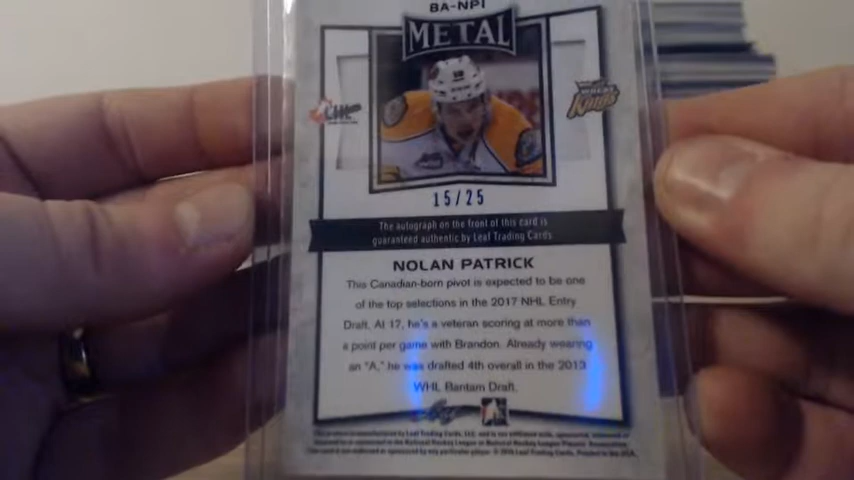 BA-NPI
METAL
WHEAT
KINGS
15/25
The autograph on the front of this card is
guaranteed authentic by Leaf Trading Cards
NOLAN PATRICK
This Canadian-born pivot is expected to be one
of the top selections in the 2017 NHL Entry
Draft. At 17, he's a veteran scoring at more than
a point per game with Brandon. Already wearing
an "A," he was drafted 4th overall in the 2013
WHL Bantam Draft.